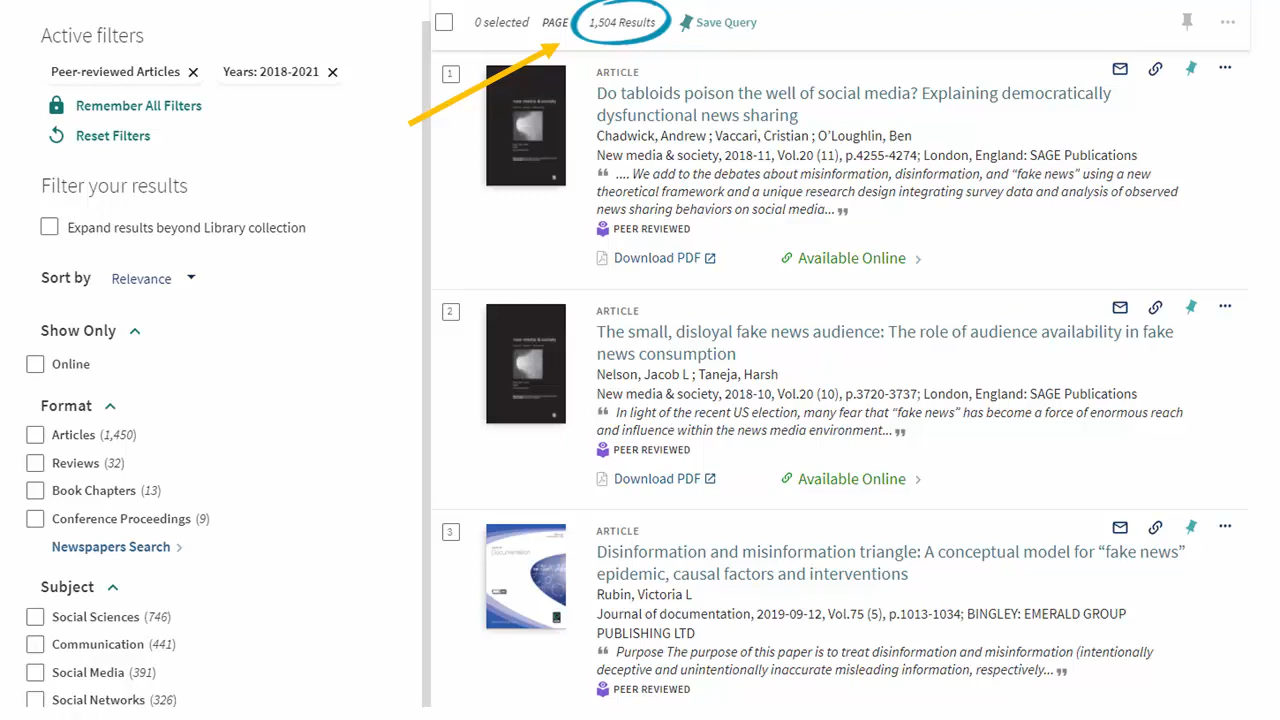 Active filters
Peer-reviewed Articles ✕ Years: 2018-2021 ✕
Remember All Filters
Reset Filters
Filter your results
Expand results beyond Library collection
Sort by Relevance
Show Only
Online
Format
Articles (1,450)
Reviews (32)
Book Chapters (13)
Conference Proceedings (9)
Newspapers Search
Subject
Social Sciences (746)
Communication (441)
Social Media (391)
Social Networks (326)
0 selected PAGE 1,504 Results Save Query
1
ARTICLE
Do tabloids poison the well of social media? Explaining democratically
dysfunctional news sharing
Chadwick, Andrew ; Vaccari, Cristian ; O’Loughlin, Ben
New media & society, 2018-11, Vol.20 (11), p.4255-4274; London, England: SAGE Publications
“ .... We add to the debates about misinformation, disinformation, and “fake news” using a new
theoretical framework and a unique research design integrating survey data and analysis of observed
news sharing behaviors on social media... ”
PEER REVIEWED
Download PDF Available Online
2
ARTICLE
The small, disloyal fake news audience: The role of audience availability in fake
news consumption
Nelson, Jacob L ; Taneja, Harsh
New media & society, 2018-10, Vol.20 (10), p.3720-3737; London, England: SAGE Publications
“ In light of the recent US election, many fear that “fake news” has become a force of enormous reach
and influence within the news media environment... ”
PEER REVIEWED
Download PDF Available Online
3
ARTICLE
Disinformation and misinformation triangle: A conceptual model for “fake news”
epidemic, causal factors and interventions
Rubin, Victoria L
Journal of documentation, 2019-09-12, Vol.75 (5), p.1013-1034; BINGLEY: EMERALD GROUP
PUBLISHING LTD
“ Purpose The purpose of this paper is to treat disinformation and misinformation (intentionally
deceptive and unintentionally inaccurate misleading information, respectively... ”
PEER REVIEWED